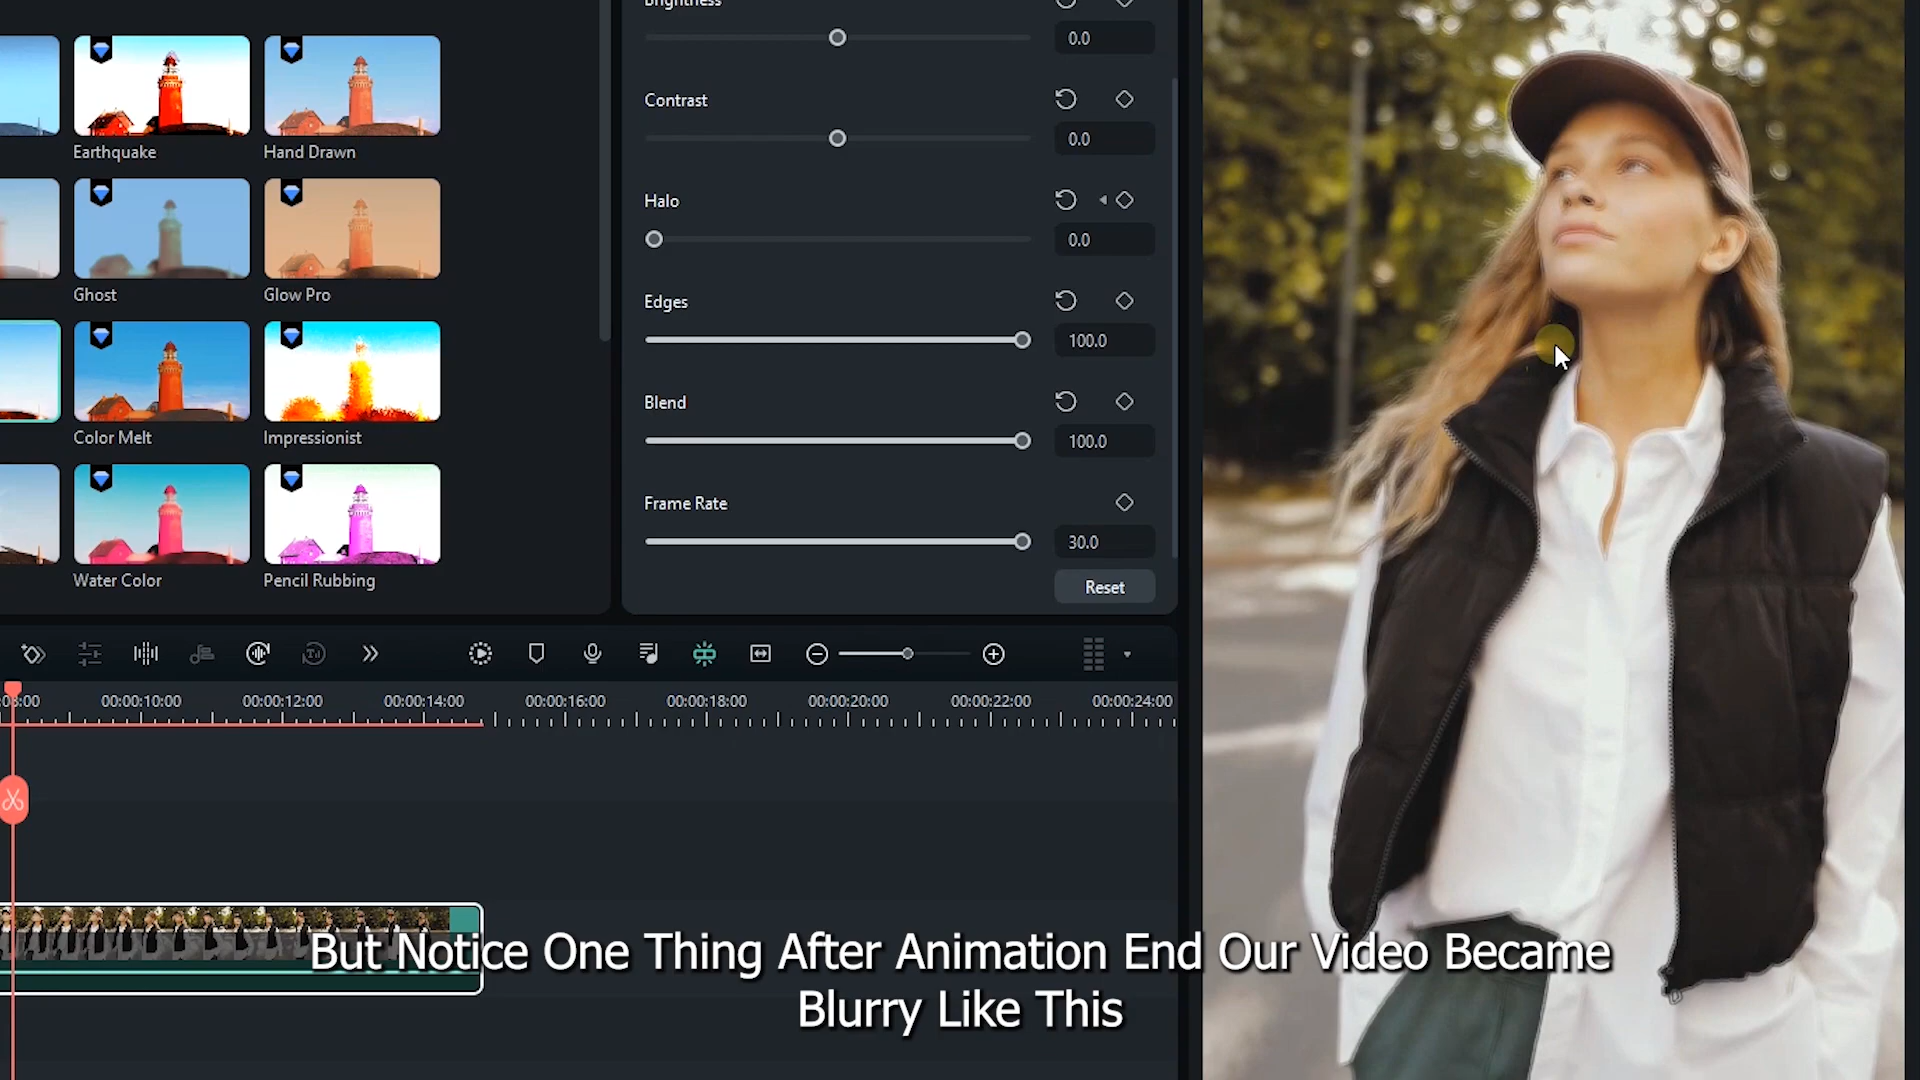 Brightness
0.0
Contrast
0.0
Halo
0.0
Edges
100.0
Blend
100.0
Frame Rate
30.0
Reset
Earthquake
Hand Drawn
Ghost
Glow Pro
Color Melt
Impressionist
Water Color
Pencil Rubbing
:08:00
00:00:10:00
00:00:12:00
00:00:14:00
00:00:16:00
00:00:18:00
00:00:20:00
00:00:22:00
00:00:24:00
But Notice One Thing After Animation End Our Video Became
Blurry Like This